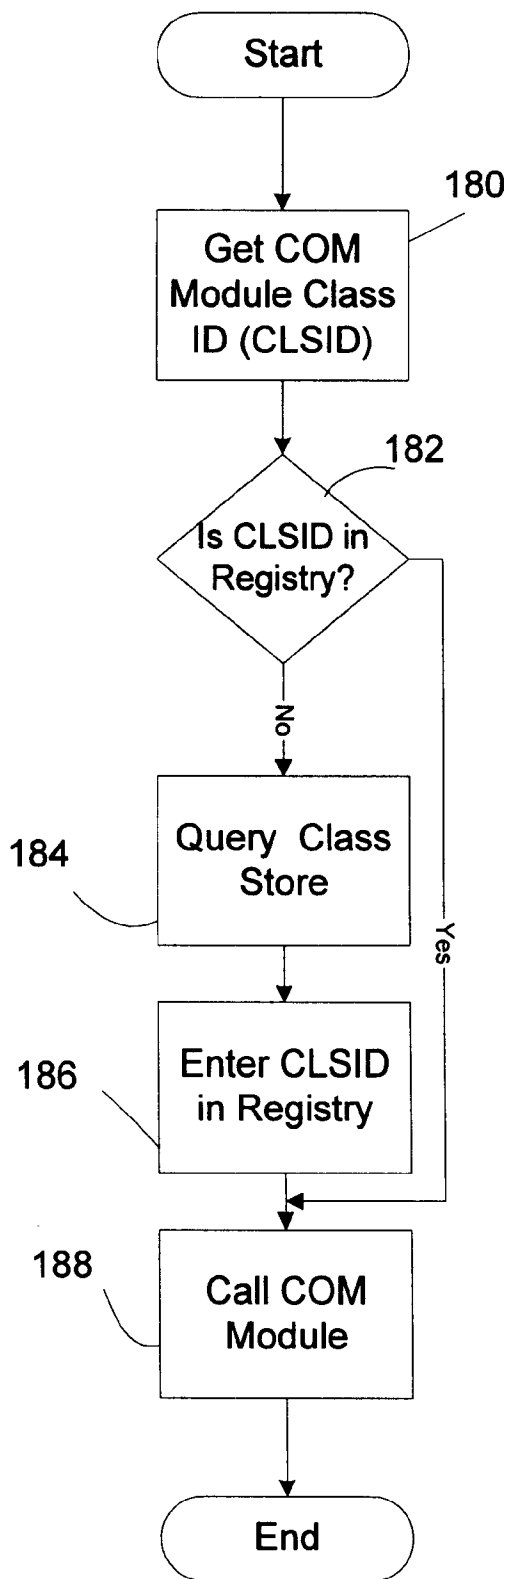 Start
180
Get COM
Module Class
ID (CLSID)
182
Is CLSID in
Registry?
No
184
Query Class
Store
Yes
186
Enter CLSID
in Registry
188
Call COM
Module
End